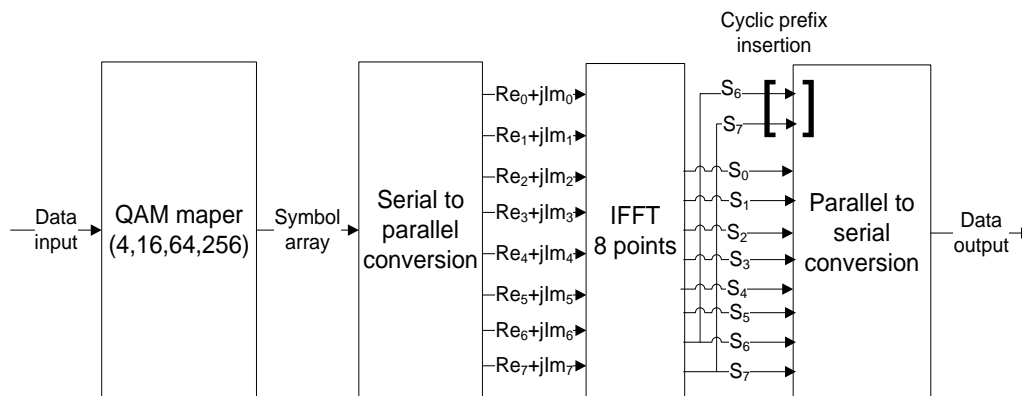 Cyclic prefix
insertion
Data
input
QAM maper
(4,16,64,256)
Symbol
array
Serial to
parallel
conversion
Re₀+jIm₀
Re₁+jIm₁
Re₂+jIm₂
Re₃+jIm₃
Re₄+jIm₄
Re₅+jIm₅
Re₆+jIm₆
Re₇+jIm₇
IFFT
8 points
S₆
S₇
S₀
S₁
S₂
S₃
S₄
S₅
S₆
S₇
[ ]
Parallel to
serial
conversion
Data
output